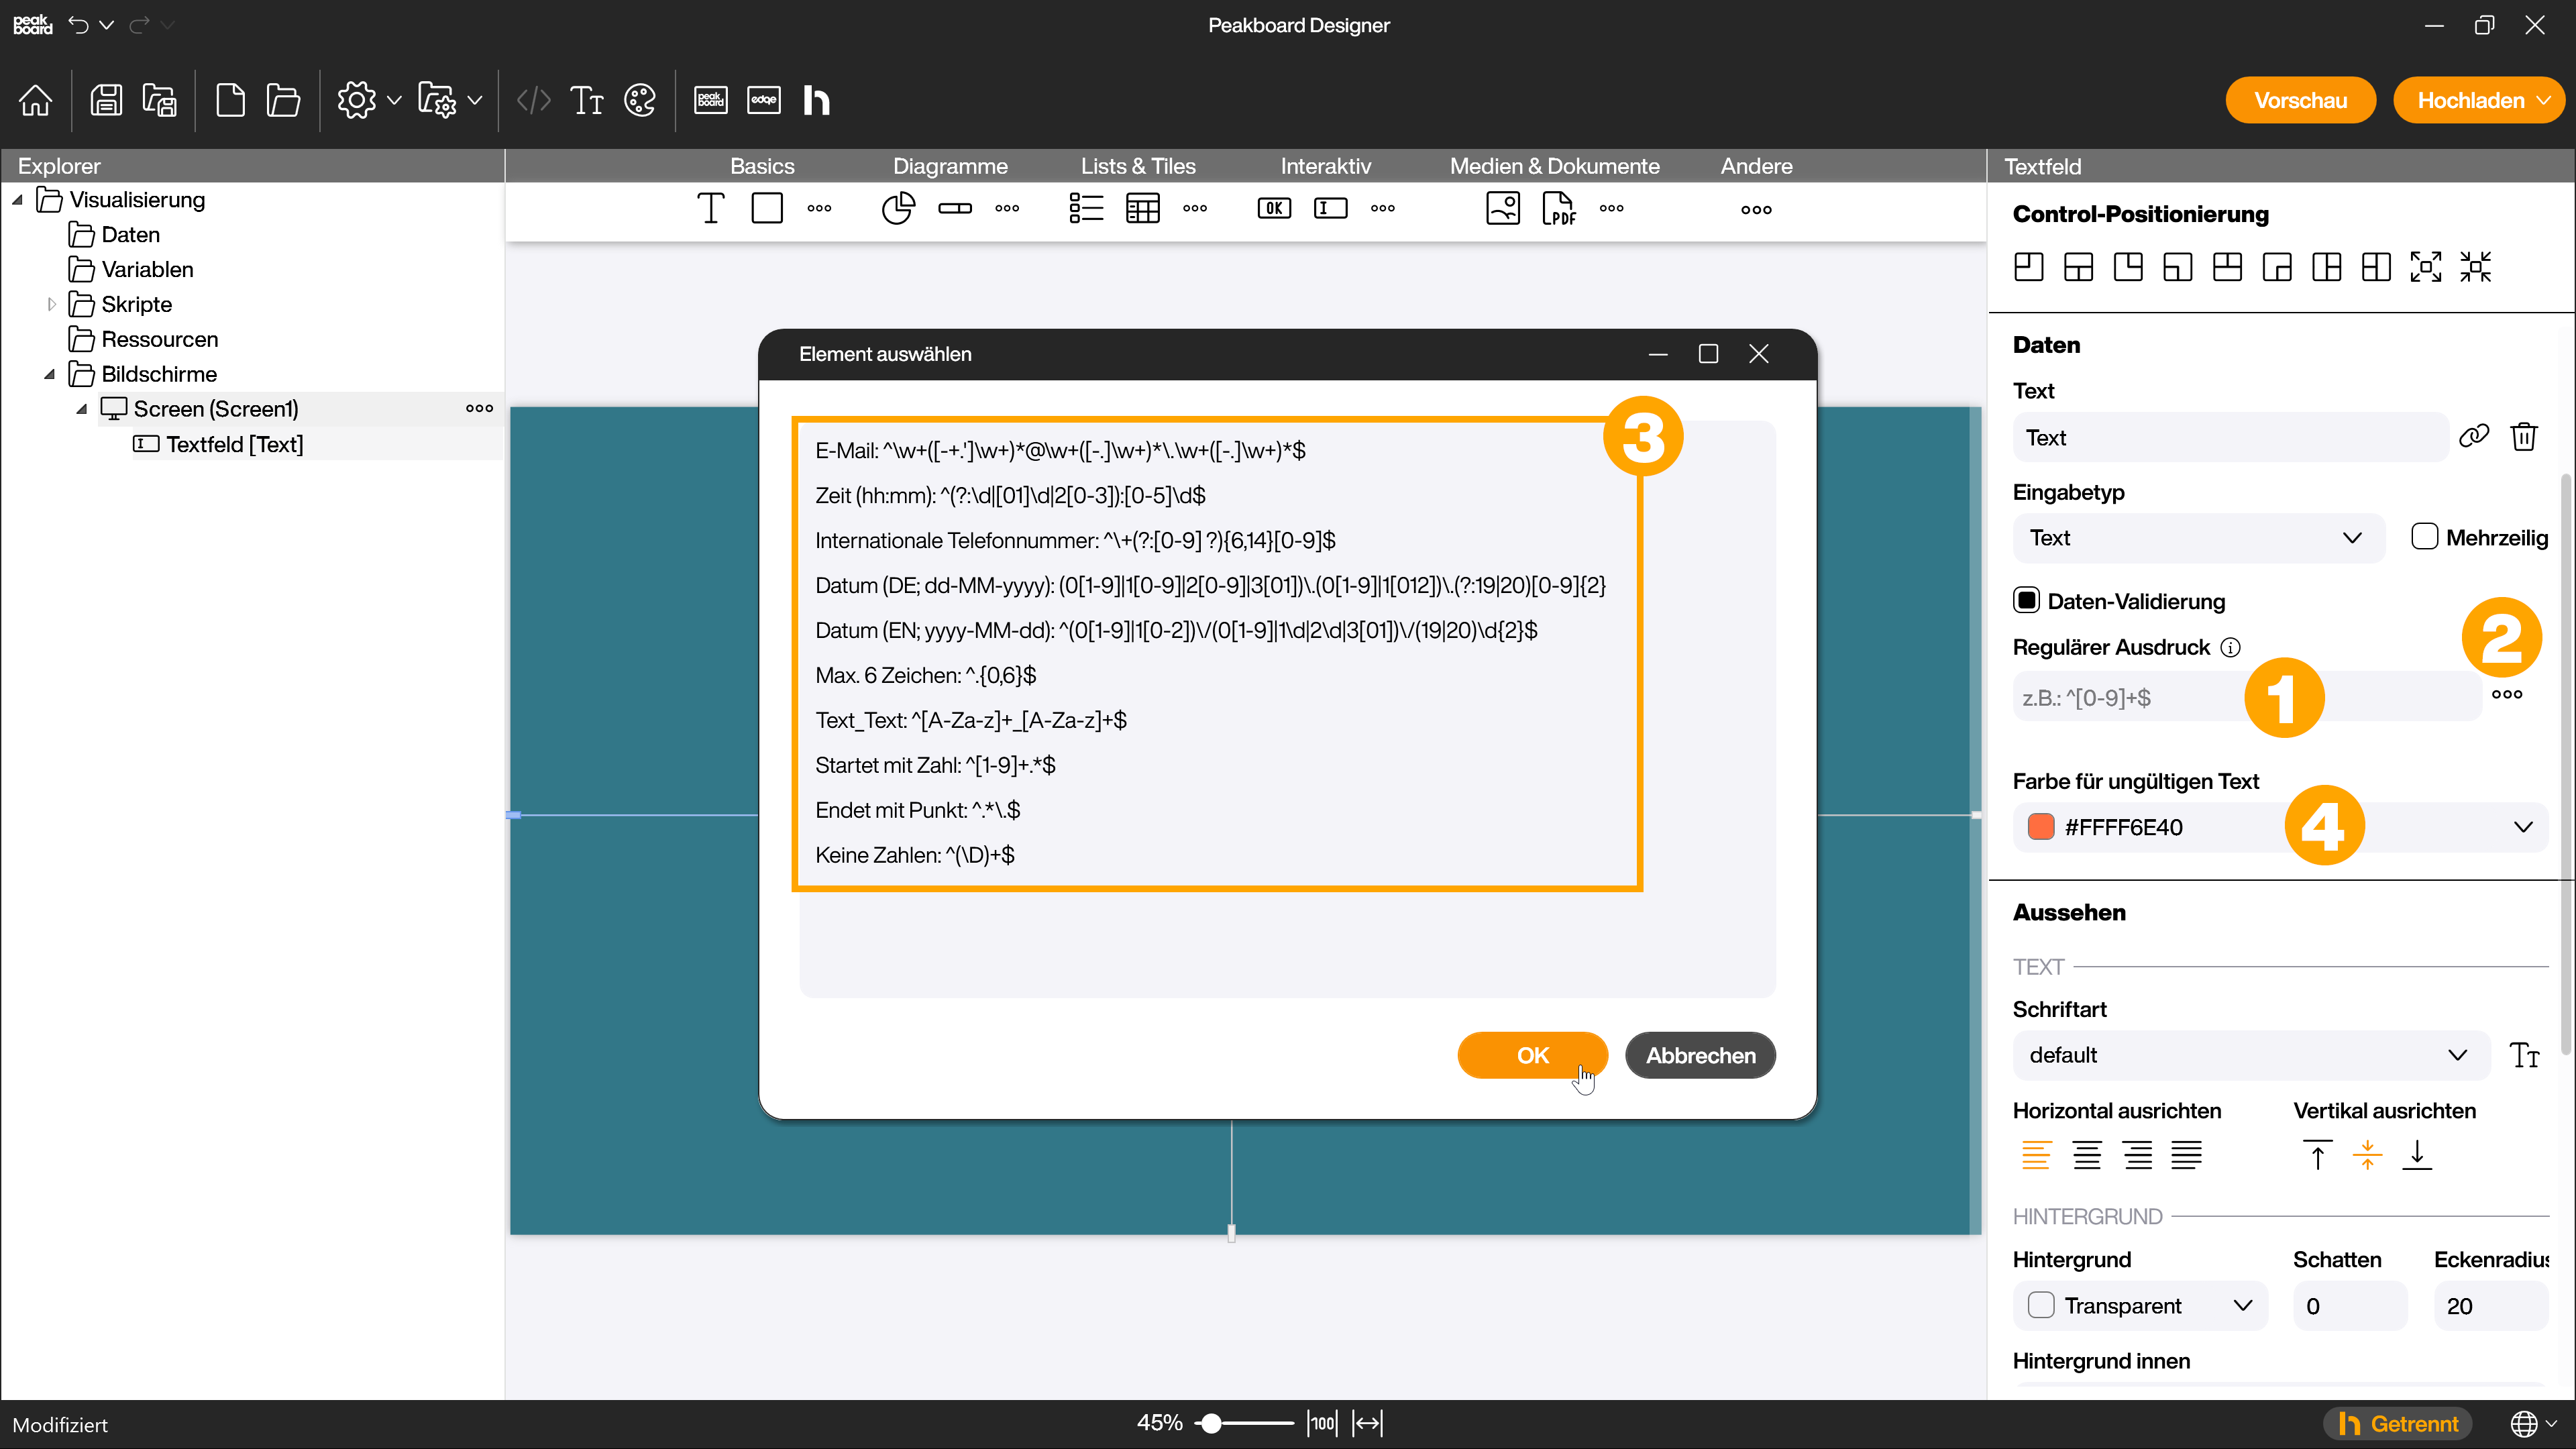 peak
board
Peakboard Designer
peak
board
edge
Vorschau
Hochladen
Explorer
Basics
Diagramme
Lists & Tiles
Interaktiv
Medien & Dokumente
Andere
Textfeld
OK
PDF
Visualisierung
Daten
Variablen
Skripte
Ressourcen
Bildschirme
Screen (Screen1)
Textfeld [Text]
Element auswählen
3
E-Mail: ^\w+([-+.']\w+)*@\w+([-.]\w+)*\.\w+([-.]\w+)*$
Zeit (hh:mm): ^(?:\d|[01]\d|2[0-3]):[0-5]\d$
Internationale Telefonnummer: ^\+(?:[0-9] ?){6,14}[0-9]$
Datum (DE; dd-MM-yyyy): (0[1-9]|1[0-9]|2[0-9]|3[01])\.(0[1-9]|1[012])\.(?:19|20)[0-9]{2}
Datum (EN; yyyy-MM-dd): ^(0[1-9]|1[0-2])\/(0[1-9]|1\d|2\d|3[01])\/(19|20)\d{2}$
Max. 6 Zeichen: ^.{0,6}$
Text_Text: ^[A-Za-z]+_[A-Za-z]+$
Startet mit Zahl: ^[1-9]+.*$
Endet mit Punkt: ^.*\.$
Keine Zahlen: ^(\D)+$
OK
Abbrechen
Control-Positionierung
Daten
Text
Text
Eingabetyp
Text
Mehrzeilig
Daten-Validierung
2
Regulärer Ausdruck
z.B.: ^[0-9]+$
1
Farbe für ungültigen Text
#FFFF6E40
4
Aussehen
TEXT
Schriftart
default
Horizontal ausrichten
Vertikal ausrichten
HINTERGRUND
Hintergrund
Schatten
Eckenradius
Transparent
0
20
Hintergrund innen
Modifiziert
45%
100
Getrennt